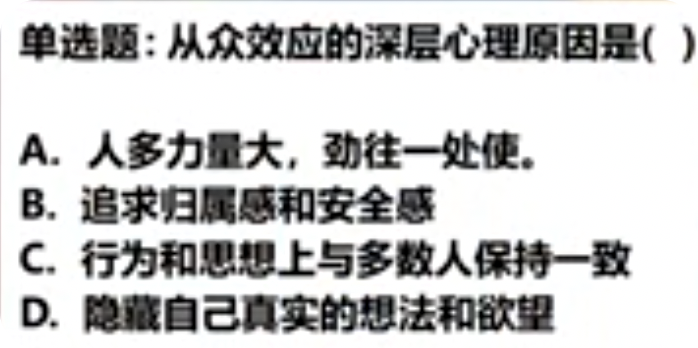 单选题：从众效应的深层心理原因是(  )
A. 人多力量大，劲往一处使。
B. 追求归属感和安全感
C. 行为和思想上与多数人保持一致
D. 隐藏自己真实的想法和欲望